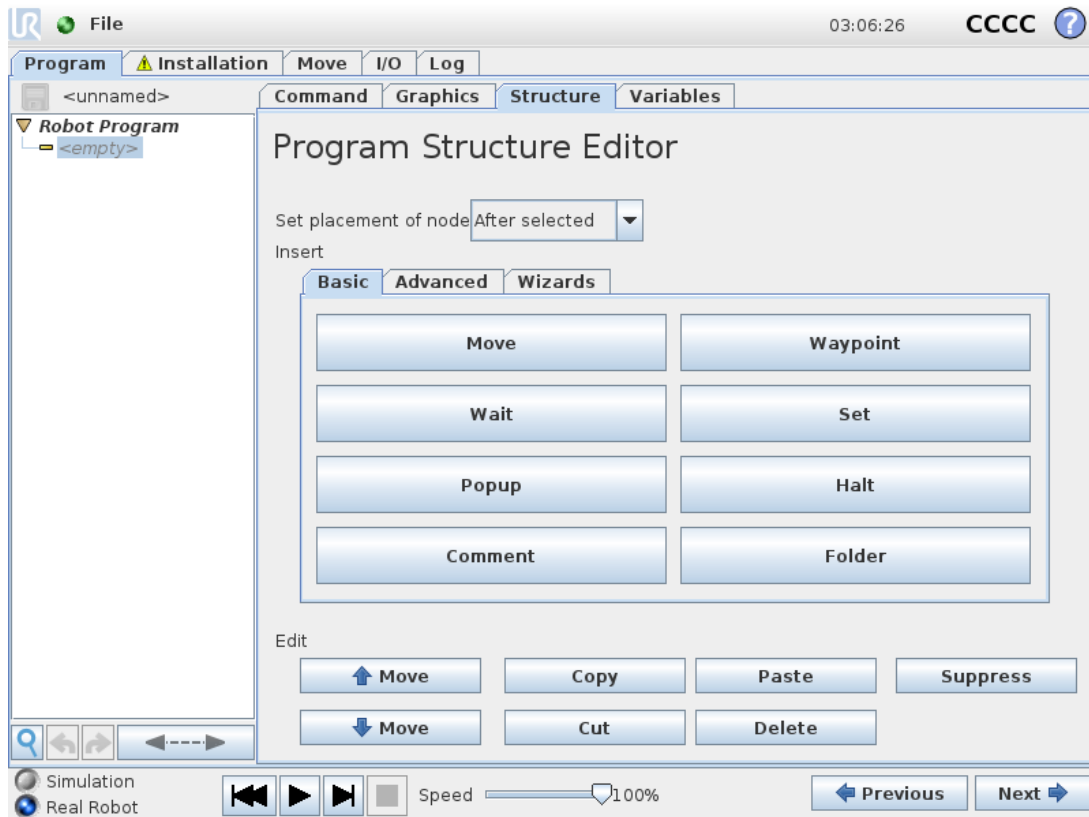 UR File 03:06:26 CCCC ?
Program Installation Move I/O Log
<unnamed>
Command Graphics Structure Variables
Robot Program
<empty>
Program Structure Editor
Set placement of node After selected
Insert
Basic Advanced Wizards
Move Waypoint
Wait Set
Popup Halt
Comment Folder
Edit
Move Copy Paste Suppress
Move Cut Delete
Simulation
Real Robot
Speed 100%
Previous Next